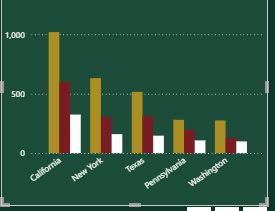 1,000
500
0
California
New York
Texas
Pennsylvania
Washington